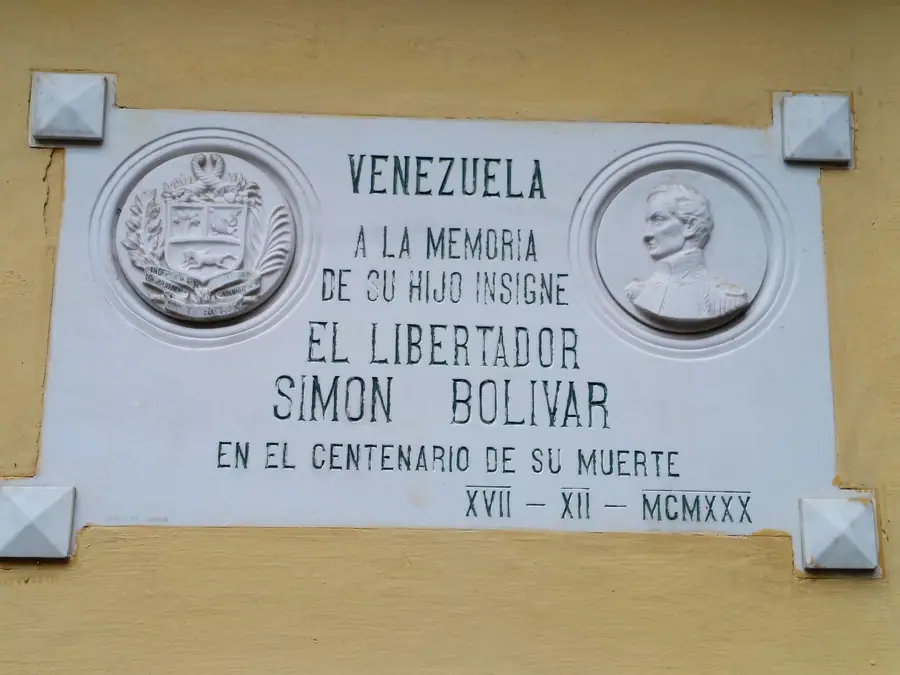 VENEZUELA
A LA MEMORIA
DE SU HIJO INSIGNE
EL LIBERTADOR
SIMON BOLIVAR
EN EL CENTENARIO DE SU MUERTE
XVII - XII - MCMXXX